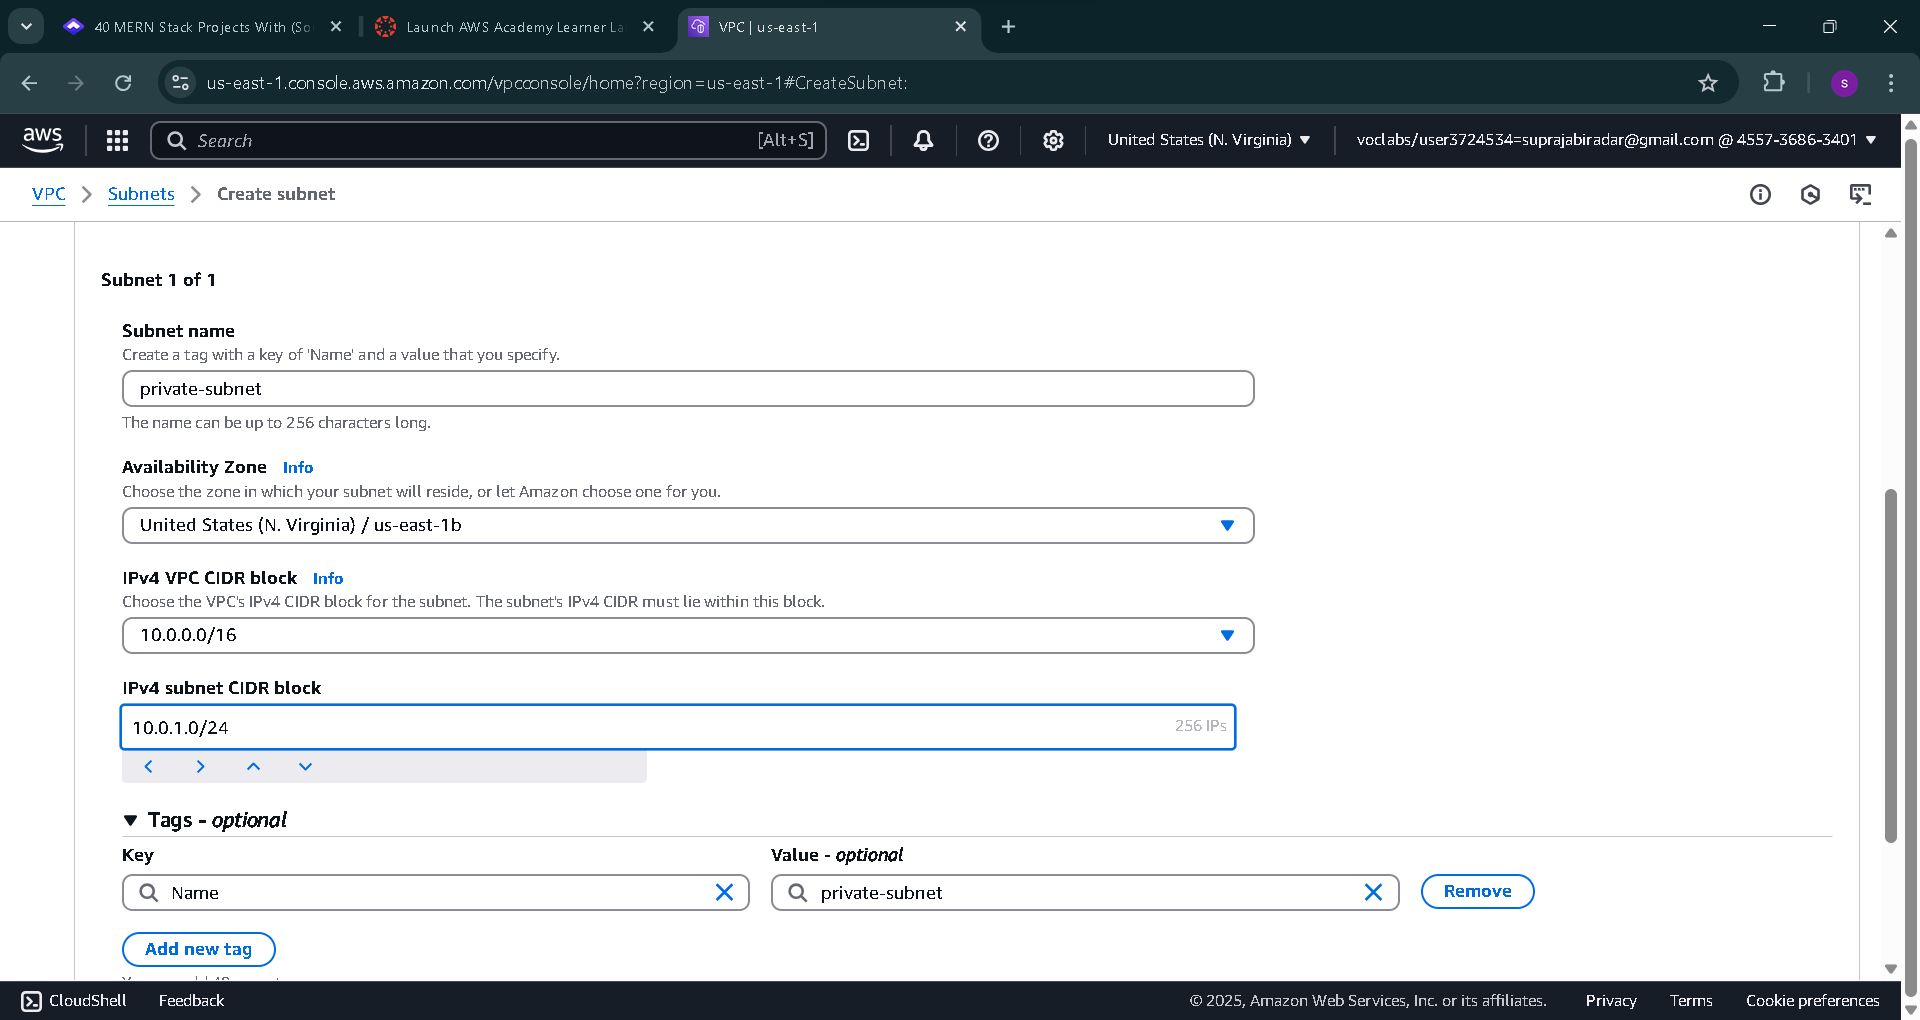 40 MERN Stack Projects With (So
Launch AWS Academy Learner La
VPC | us-east-1
us-east-1.console.aws.amazon.com/vpcconsole/home?region=us-east-1#CreateSubnet:
S
aws
Search
[Alt+S]
United States (N. Virginia)
voclabs/user3724534=suprajabiradar@gmail.com @ 4557-3686-3401
VPC
Subnets
Create subnet
Subnet 1 of 1
Subnet name
Create a tag with a key of 'Name' and a value that you specify.
private-subnet
The name can be up to 256 characters long.
Availability Zone Info
Choose the zone in which your subnet will reside, or let Amazon choose one for you.
United States (N. Virginia) / us-east-1b
IPv4 VPC CIDR block Info
Choose the VPC's IPv4 CIDR block for the subnet. The subnet's IPv4 CIDR must lie within this block.
10.0.0.0/16
IPv4 subnet CIDR block
10.0.1.0/24
256 IPs
Tags - optional
Key
Value - optional
Name
private-subnet
Remove
Add new tag
CloudShell
Feedback
© 2025, Amazon Web Services, Inc. or its affiliates.
Privacy
Terms
Cookie preferences